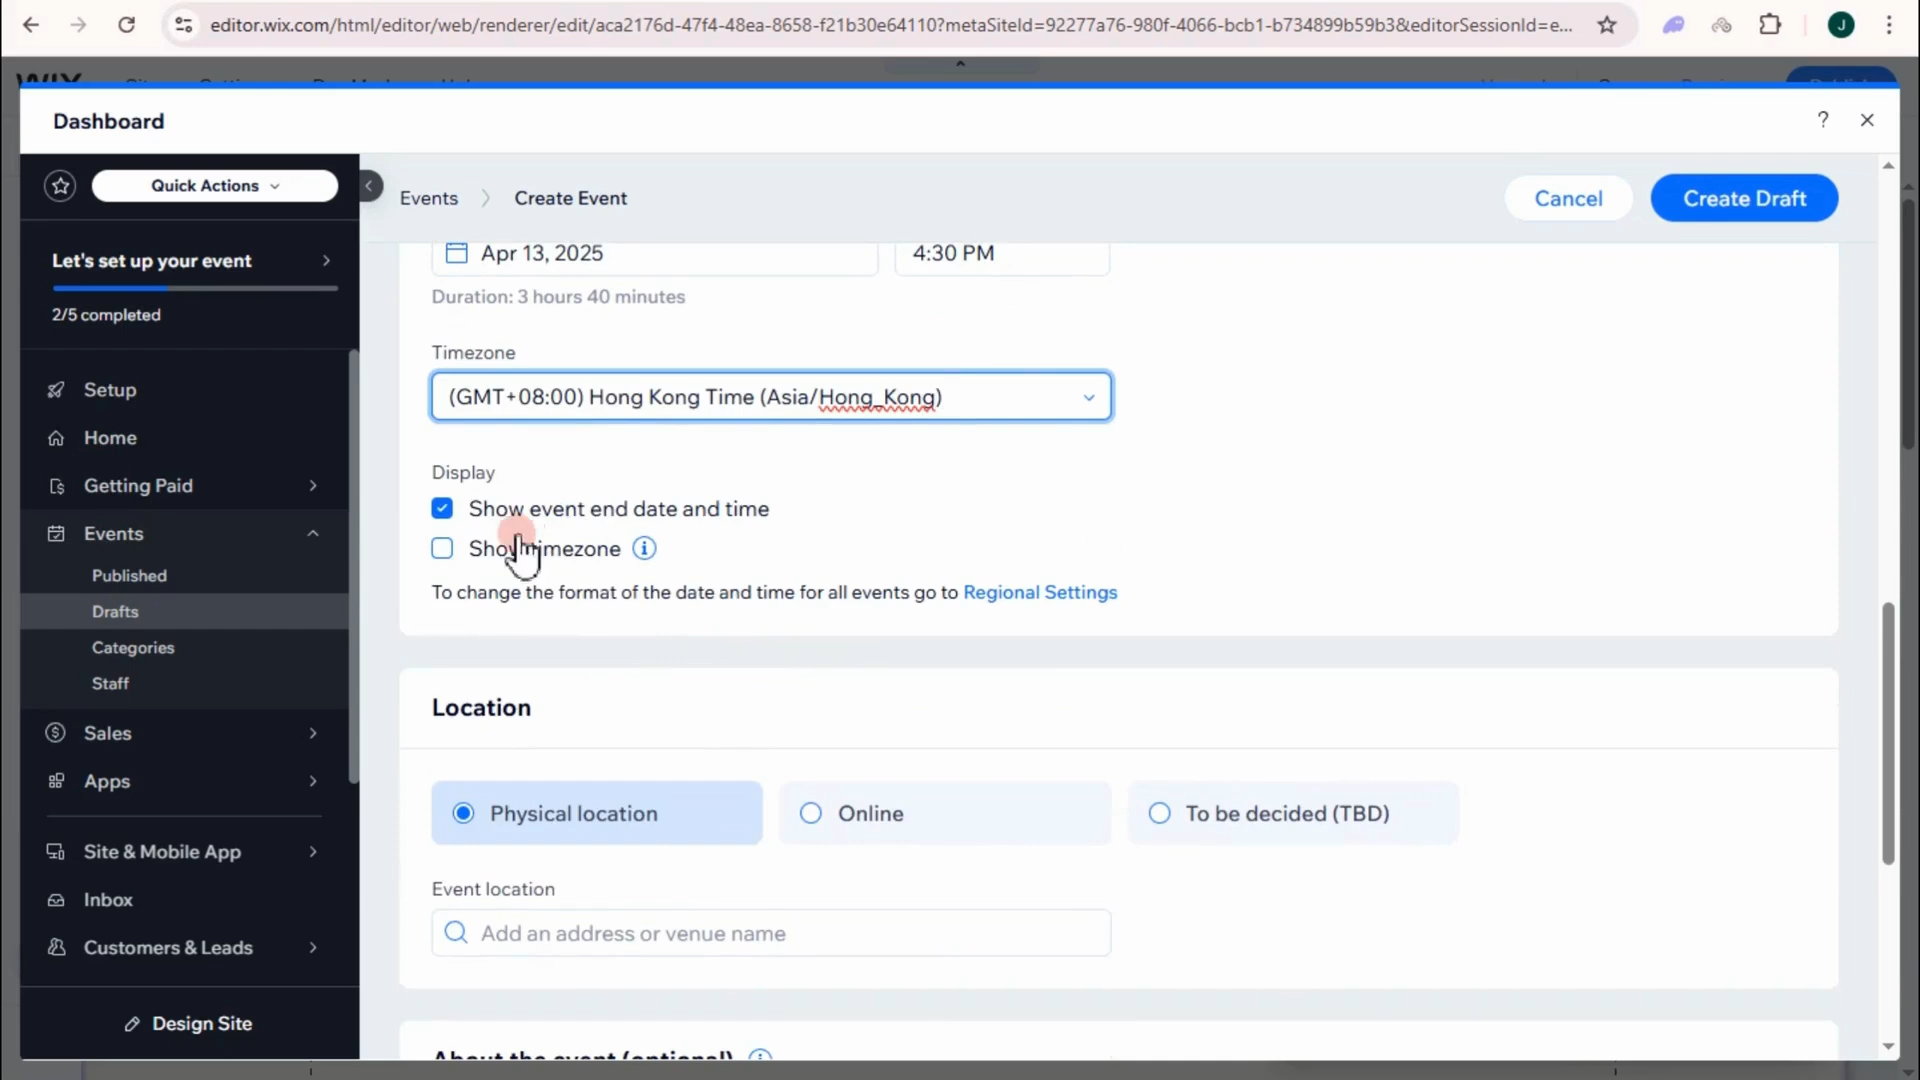 editor.wix.com/html/editor/web/renderer/edit/aca2176d-47f4-48ea-8658-f21b30e64110?metaSiteId=92277a76-980f-4066-bcb1-b734899b59b3&editorSessionId=e...
J
Dashboard
?
Quick Actions
Events
Create Event
Cancel
Create Draft
Let's set up your event
2/5 completed
Setup
Home
Getting Paid
Events
Published
Drafts
Categories
Staff
Sales
Apps
Site & Mobile App
Inbox
Customers & Leads
Design Site
Apr 13, 2025
4:30 PM
Duration: 3 hours 40 minutes
Timezone
(GMT+08:00) Hong Kong Time (Asia/Hong_Kong)
Display
Show event end date and time
Show timezone
To change the format of the date and time for all events go to Regional Settings
Location
Physical location
Online
To be decided (TBD)
Event location
Add an address or venue name
About the event (optional)